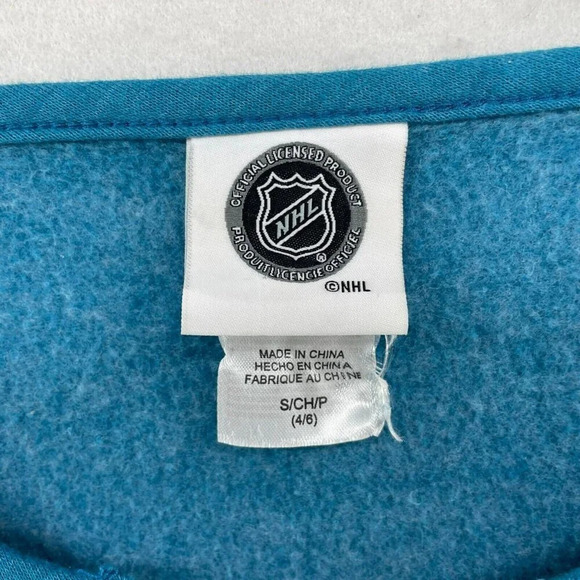 OFFICIAL LICENSED PRODUCT
NHL
®
PRODUIT LICENCIE OFFICIEL
©NHL
MADE IN CHINA
HECHO EN CHINA
FABRIQUE AU CHINE
S/CH/P
(4/6)